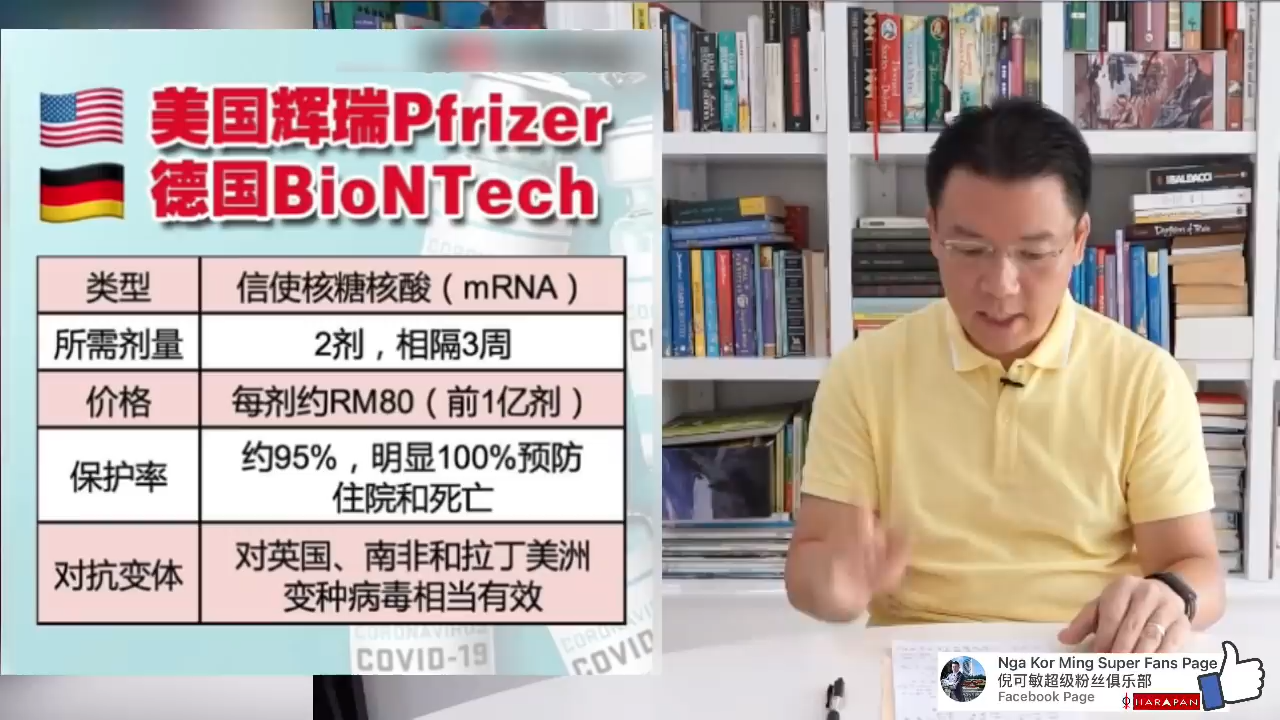 美国辉瑞Pfrizer
德国BioNTech
类型
信使核糖核酸（mRNA）
所需剂量
2剂，相隔3周
价格
每剂约RM80（前1亿剂）
保护率
约95%，明显100%预防
住院和死亡
对抗变体
对英国、南非和拉丁美洲
变种病毒相当有效
CORONAVIRUS
COVID-19
COVID
BALDACCI
Nga Kor Ming Super Fans Page
倪可敏超级粉丝俱乐部
Facebook Page
HARAPAN